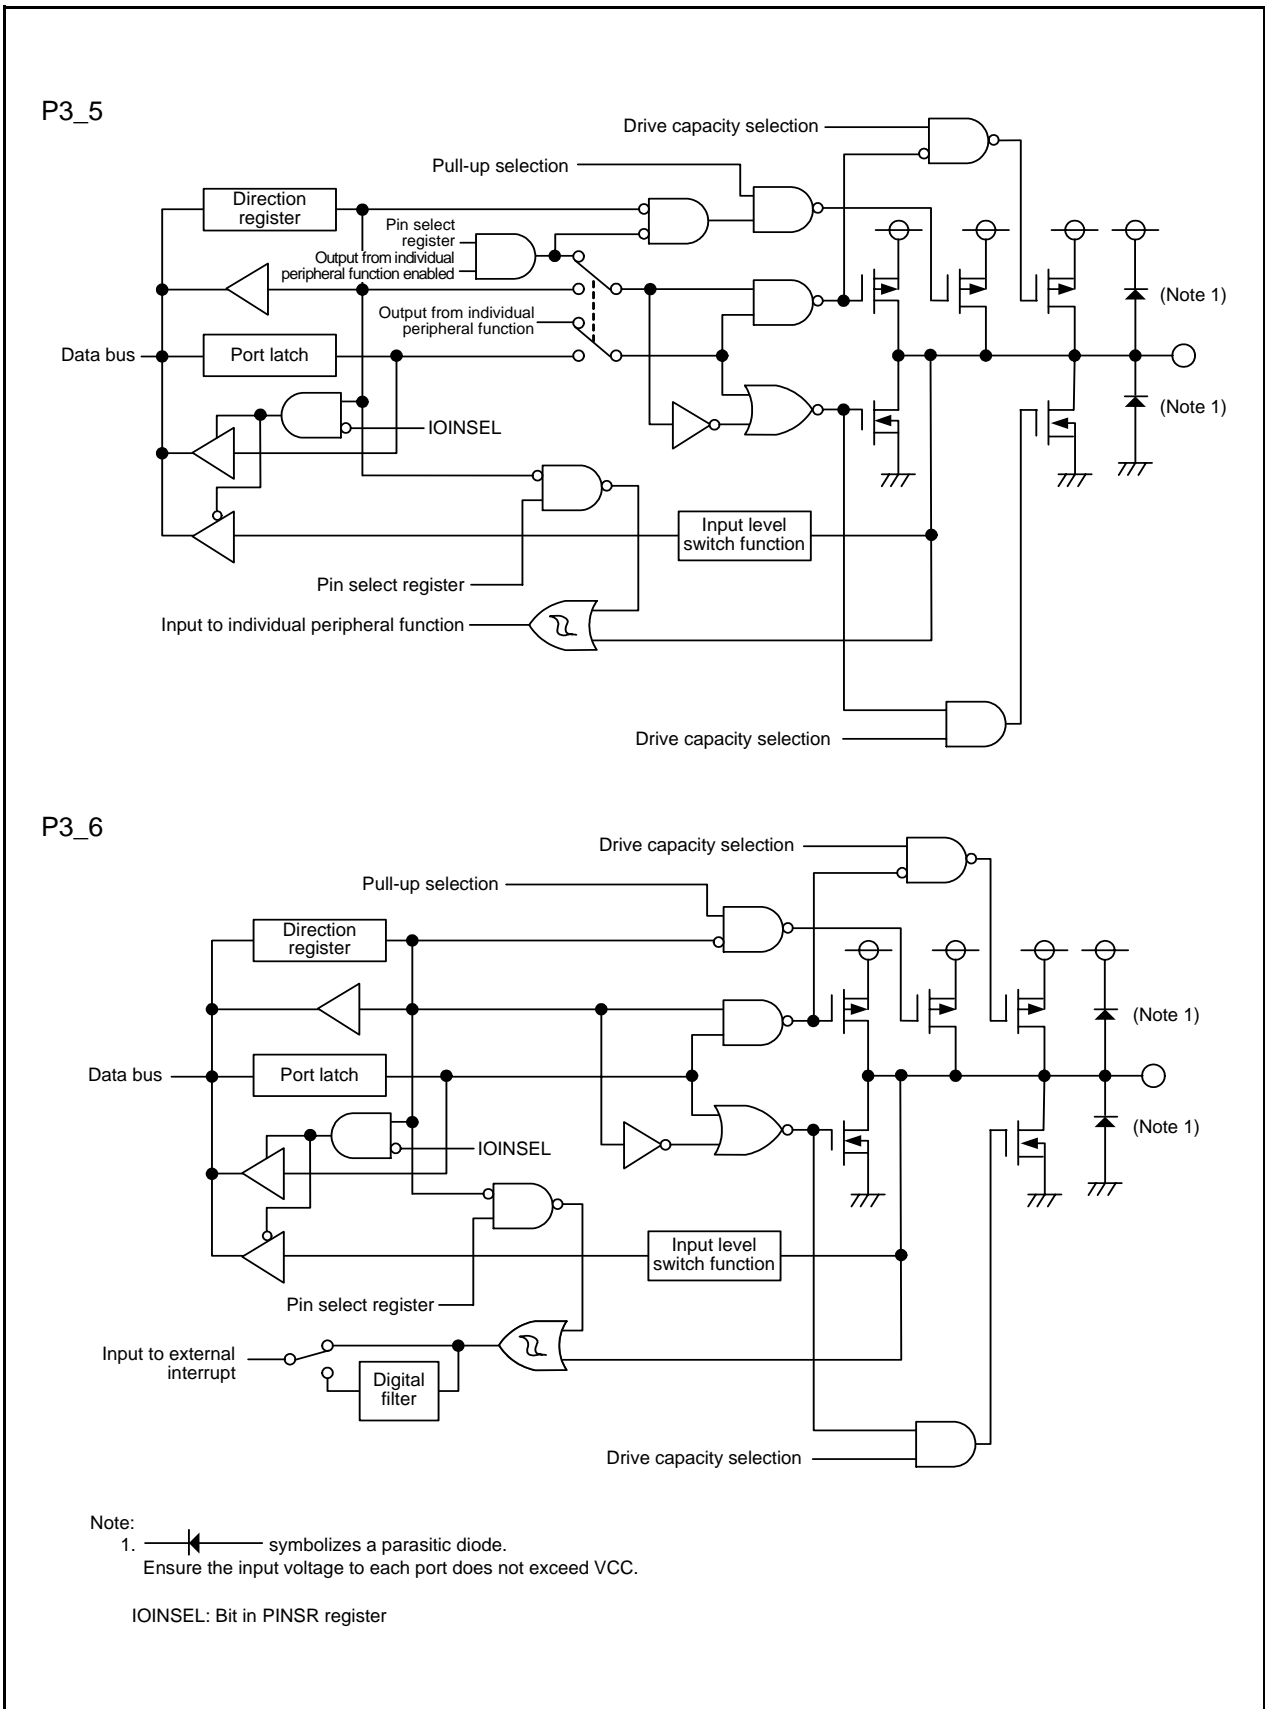 P3_5
Drive capacity selection
Pull-up selection
Direction
register
Pin select
register
Output from individual
peripheral function enabled
(Note 1)
Output from individual
peripheral function
Data bus
Port latch
(Note 1)
IOINSEL
Input level
switch function
Pin select register
Input to individual peripheral function
Drive capacity selection
P3_6
Drive capacity selection
Pull-up selection
Direction
register
(Note 1)
Data bus
Port latch
(Note 1)
IOINSEL
Input level
switch function
Pin select register
Input to external
interrupt
Digital
filter
Drive capacity selection
Note:
1. symbolizes a parasitic diode.
Ensure the input voltage to each port does not exceed VCC.
IOINSEL: Bit in PINSR register